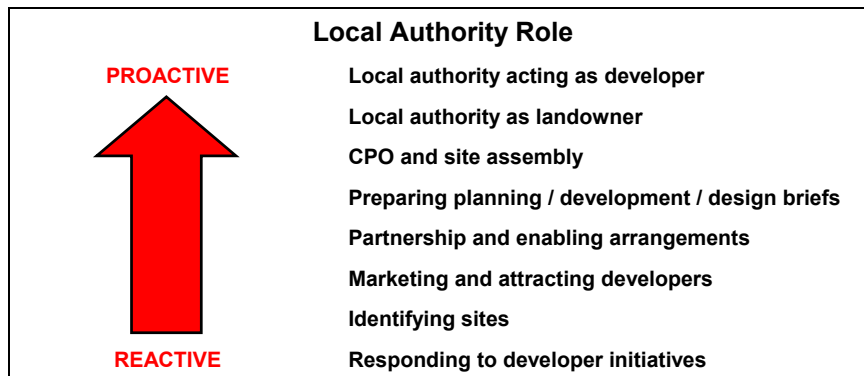 Local Authority Role
PROACTIVE Local authority acting as developer
Local authority as landowner
CPO and site assembly
Preparing planning / development / design briefs
Partnership and enabling arrangements
Marketing and attracting developers
Identifying sites
REACTIVE Responding to developer initiatives